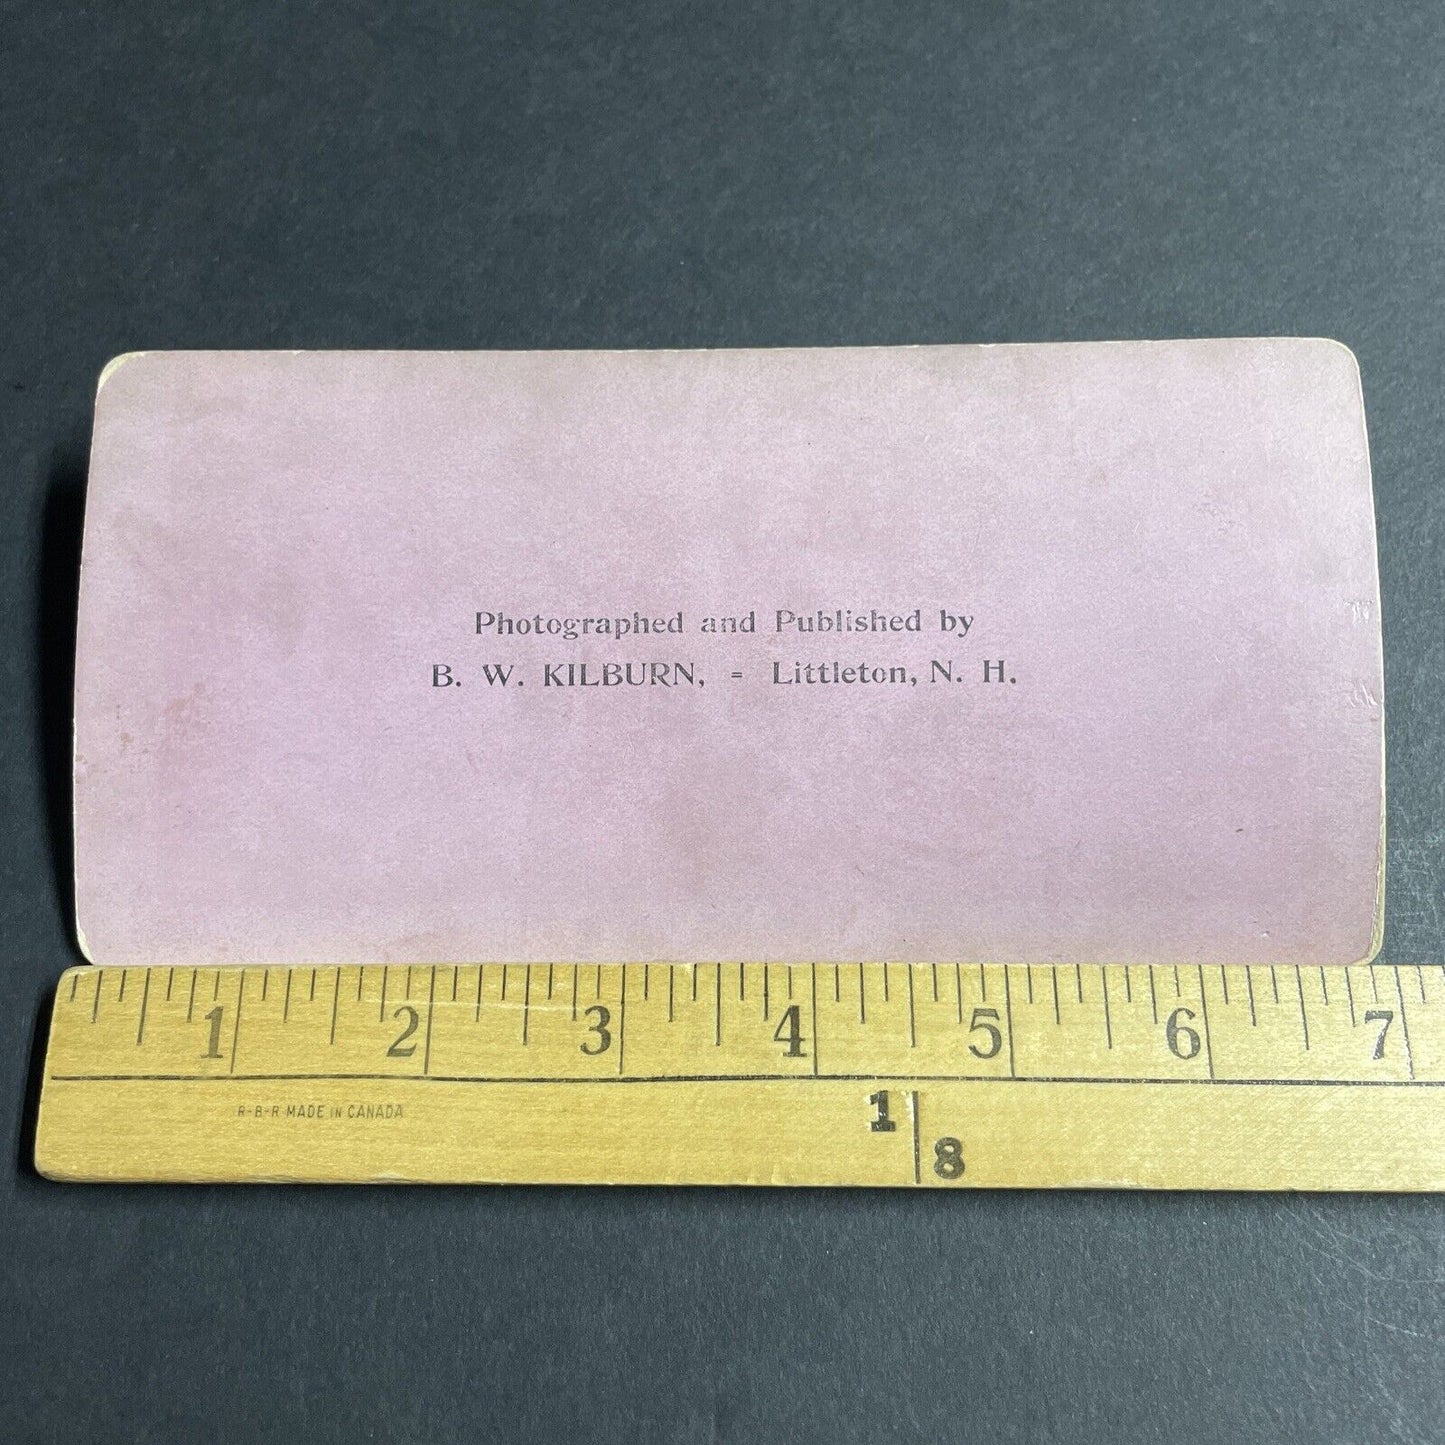 Photographed and Published by
B. W. KILBURN, = Littleton, N. H.
1 2 3 4 5 6 7
R-B-R MADE IN CANADA
1
8